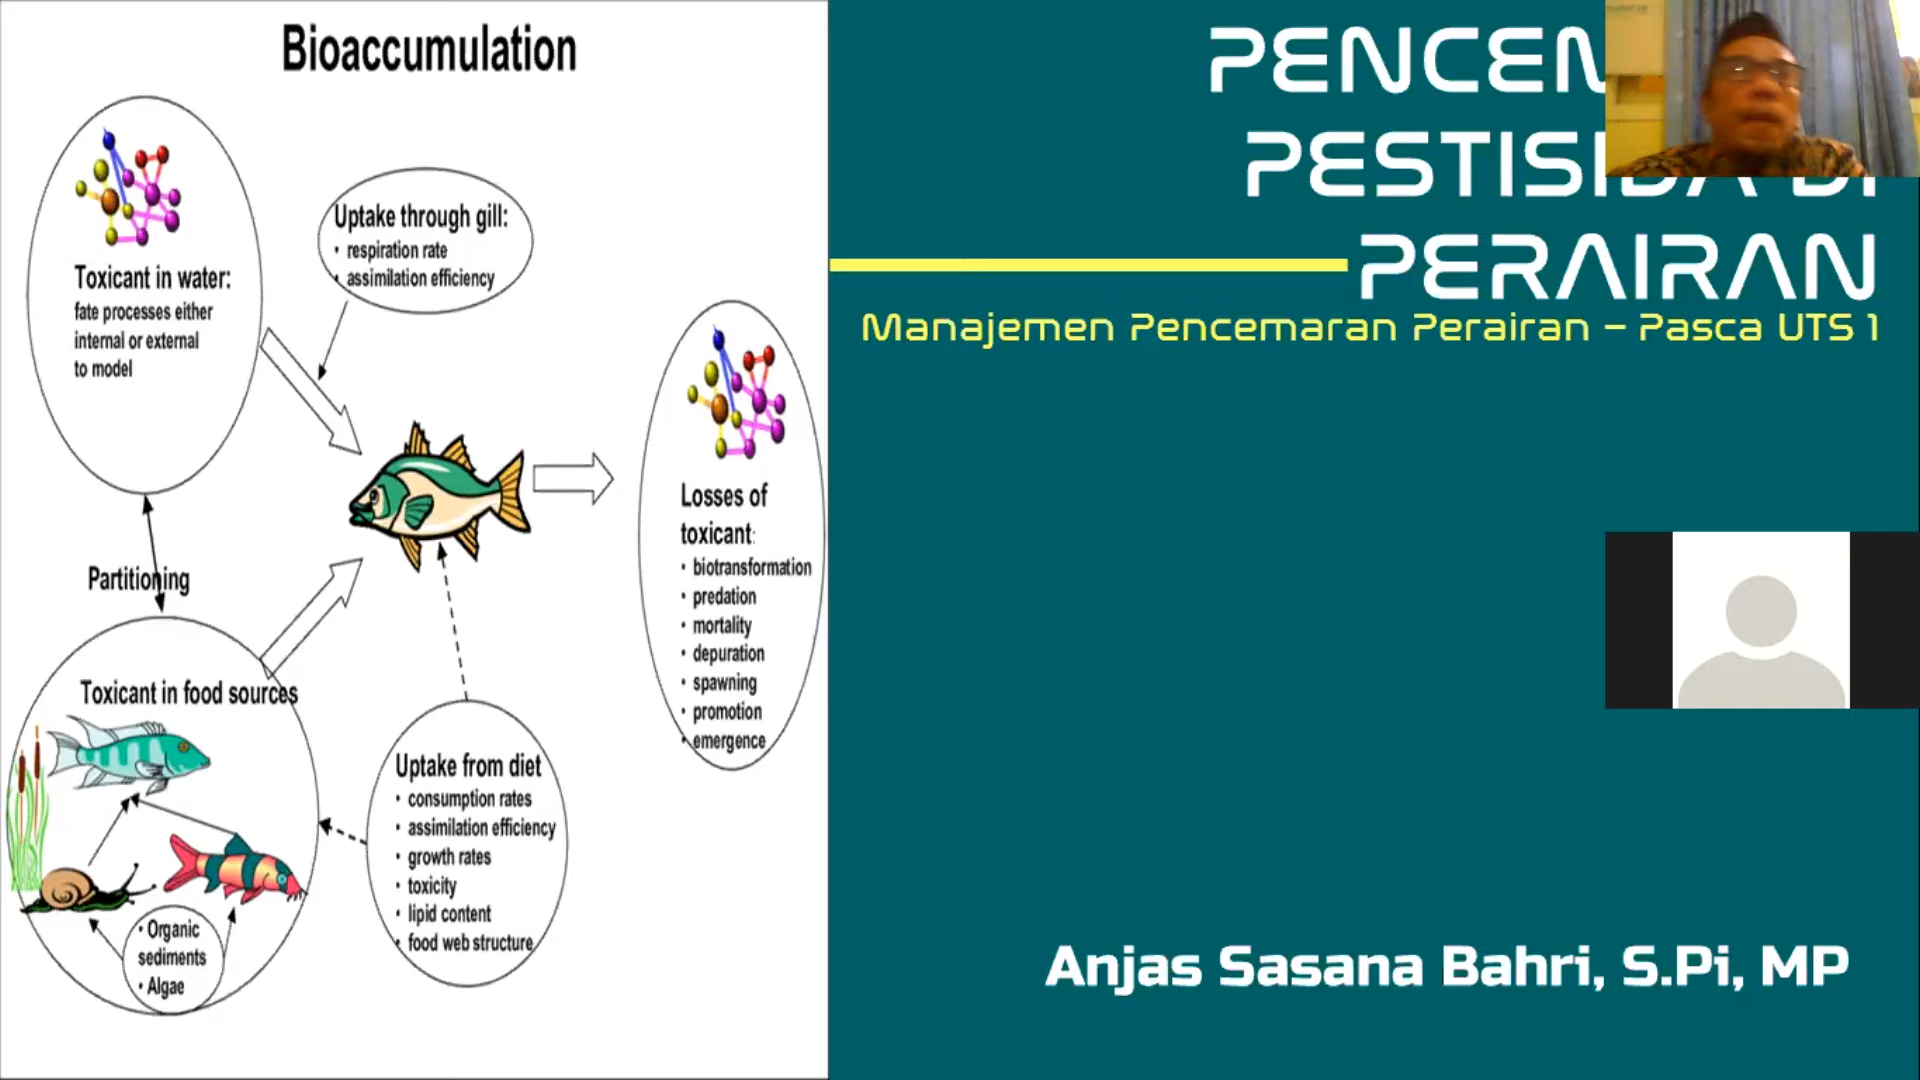 Bioaccumulation
Toxicant in water:
fate processes either
internal or external
to model
Uptake through gill:
• respiration rate
• assimilation efficiency
Losses of
toxicant:
• biotransformation
• predation
• mortality
• depuration
• spawning
• promotion
• emergence
Partitioning
Toxicant in food sources
• Organic
sediments
• Algae
Uptake from diet
• consumption rates
• assimilation efficiency
• growth rates
• toxicity
• lipid content
• food web structure
PERAIRAN
Manajemen Pencemaran Perairan – Pasca UTS 1
Anjas Sasana Bahri, S.Pi, MP